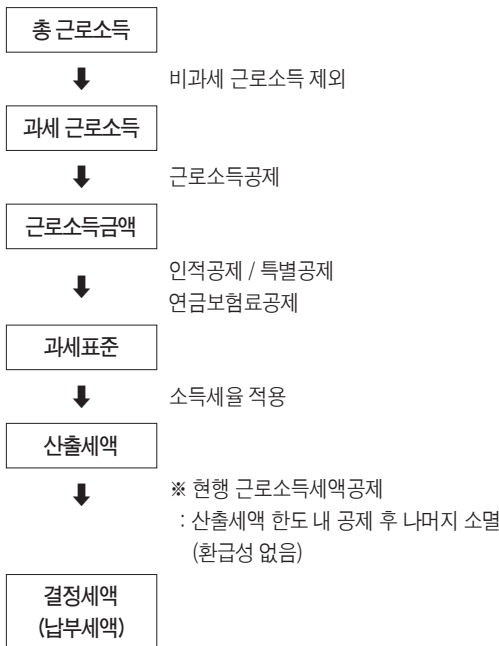 총 근로소득
비과세 근로소득 제외
과세 근로소득
근로소득공제
근로소득금액
인적공제 / 특별공제
연금보험료공제
과세표준
소득세율 적용
산출세액
※ 현행 근로소득세액공제
: 산출세액 한도 내 공제 후 나머지 소멸
(환급성 없음)
결정세액
(납부세액)